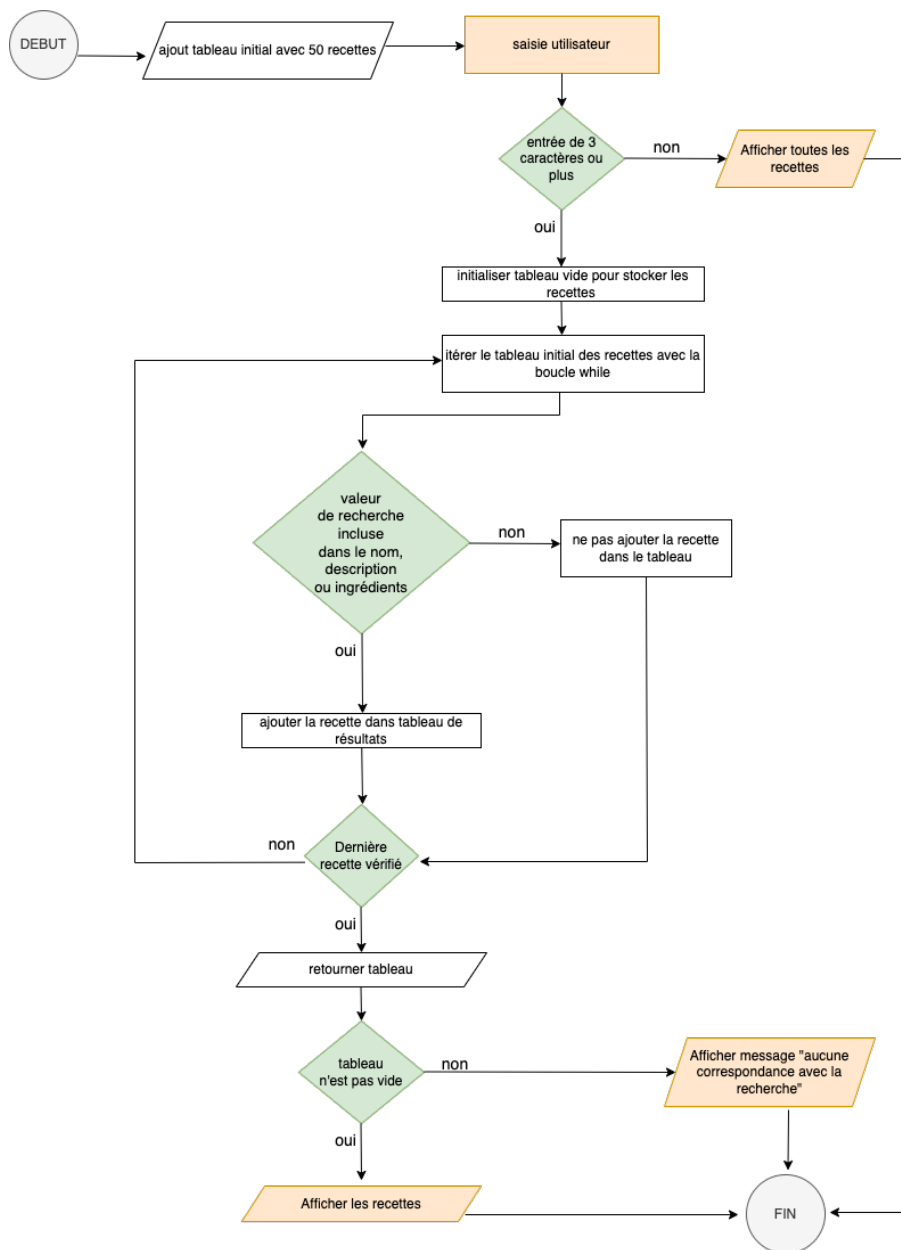 DEBUT
ajout tableau initial avec 50 recettes
saisie utilisateur
entrée de 3
caractères ou
plus
non
Afficher toutes les
recettes
oui
initialiser tableau vide pour stocker les
recettes
itérer le tableau initial des recettes avec la
boucle while
valeur
de recherche
incluse
dans le nom,
description
ou ingrédients
non
ne pas ajouter la recette
dans le tableau
oui
ajouter la recette dans tableau de
résultats
non
Dernière
recette vérifié
oui
retourner tableau
tableau
n'est pas vide
non
Afficher message "aucune
correspondance avec la
recherche"
oui
Afficher les recettes
FIN